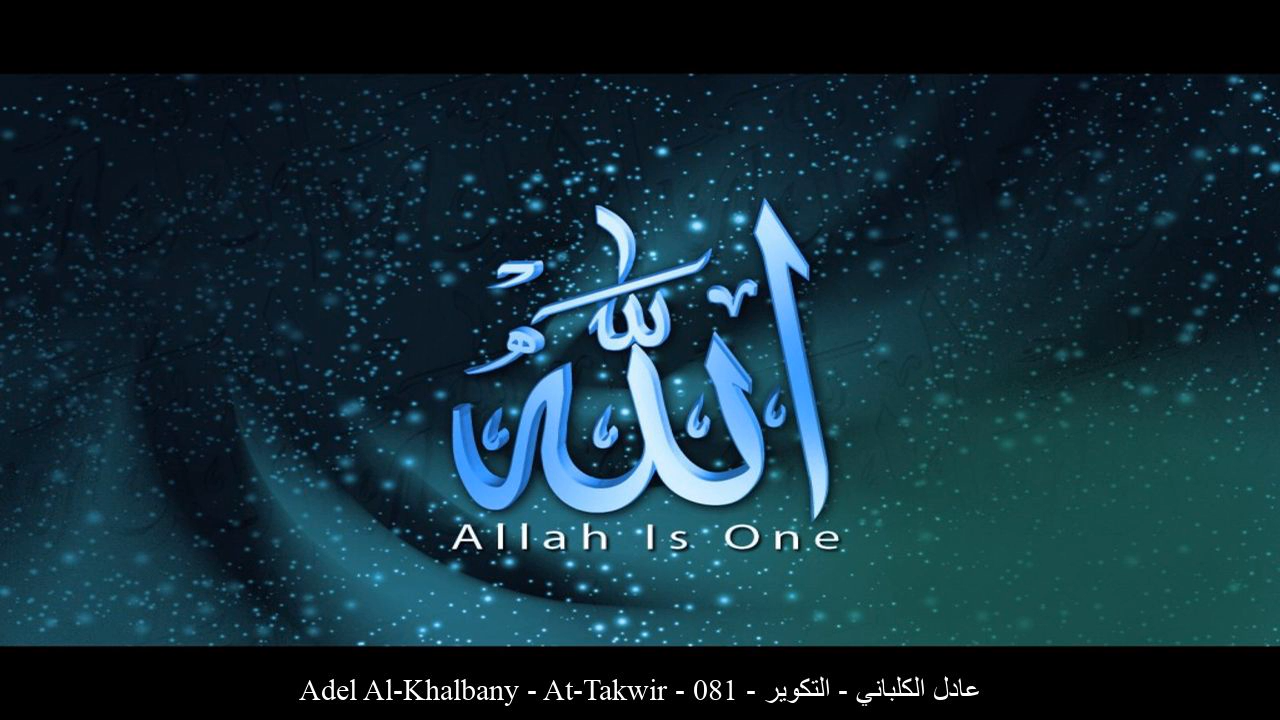 الله
Allah Is One
Adel Al-Khalbany - At-Takwir - 081 - عادل الكلباني - التكوير